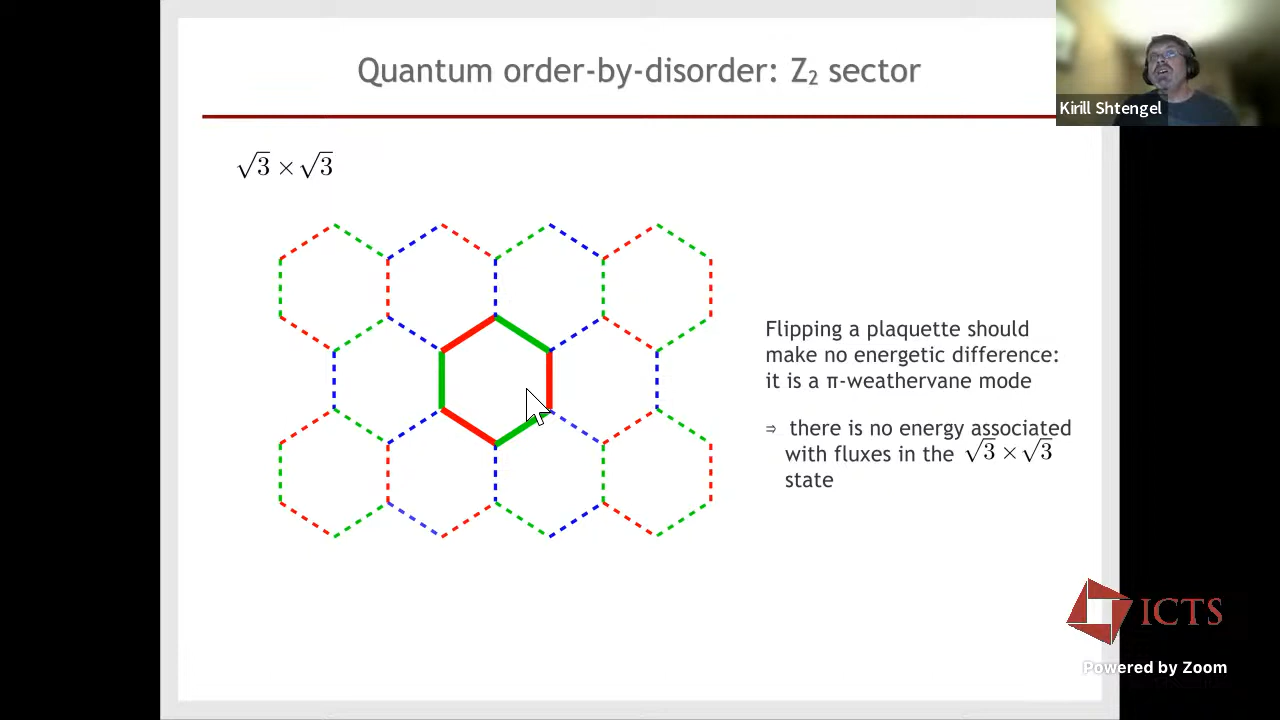 Quantum order-by-disorder: Z₂ sector
Kirill Shtengel
√3 × √3
Flipping a plaquette should
make no energetic difference:
it is a π-weathervane mode
⇒ there is no energy associated
with fluxes in the √3 × √3
state
ICTS
Powered by Zoom